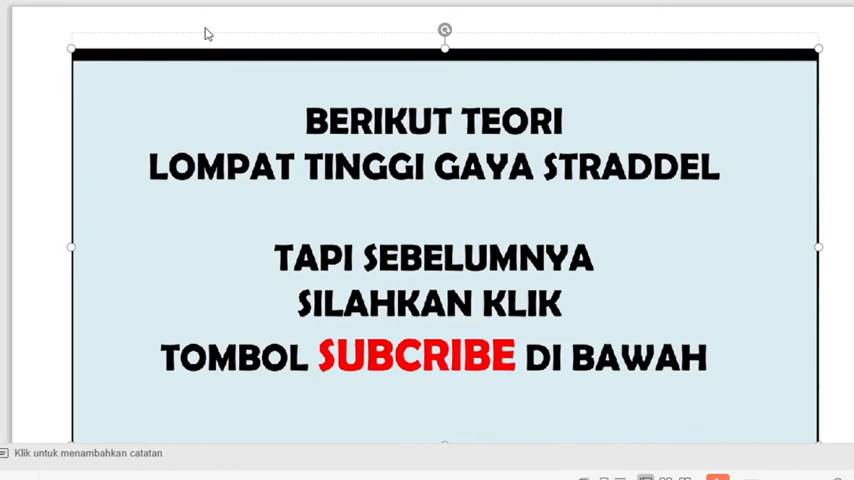 BERIKUT TEORI
LOMPAT TINGGI GAYA STRADDEL
TAPI SEBELUMNYA
SILAHKAN KLIK
TOMBOL SUBCRIBE DI BAWAH
Klik untuk menambahkan catatan